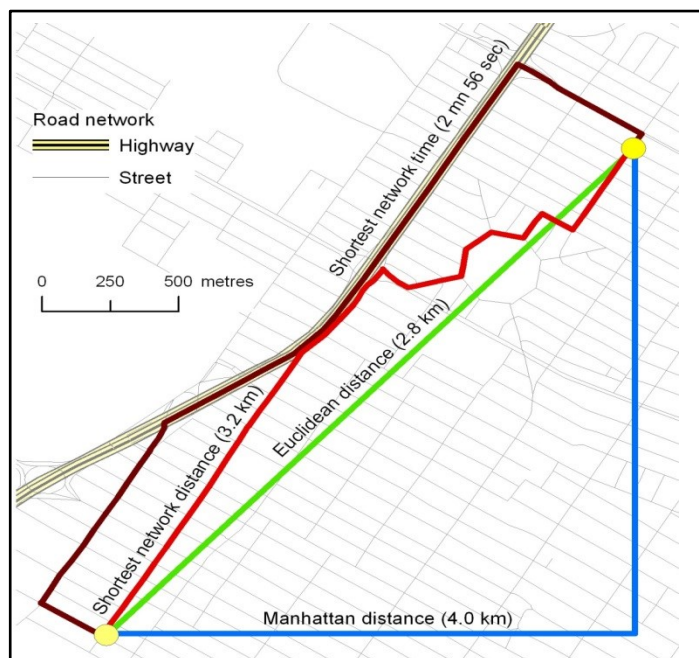 Road network
Highway
Street
0 250 500 metres
Shortest network time (2 mn 56 sec)
Euclidean distance (2.8 km)
Shortest network distance (3.2 km)
Manhattan distance (4.0 km)